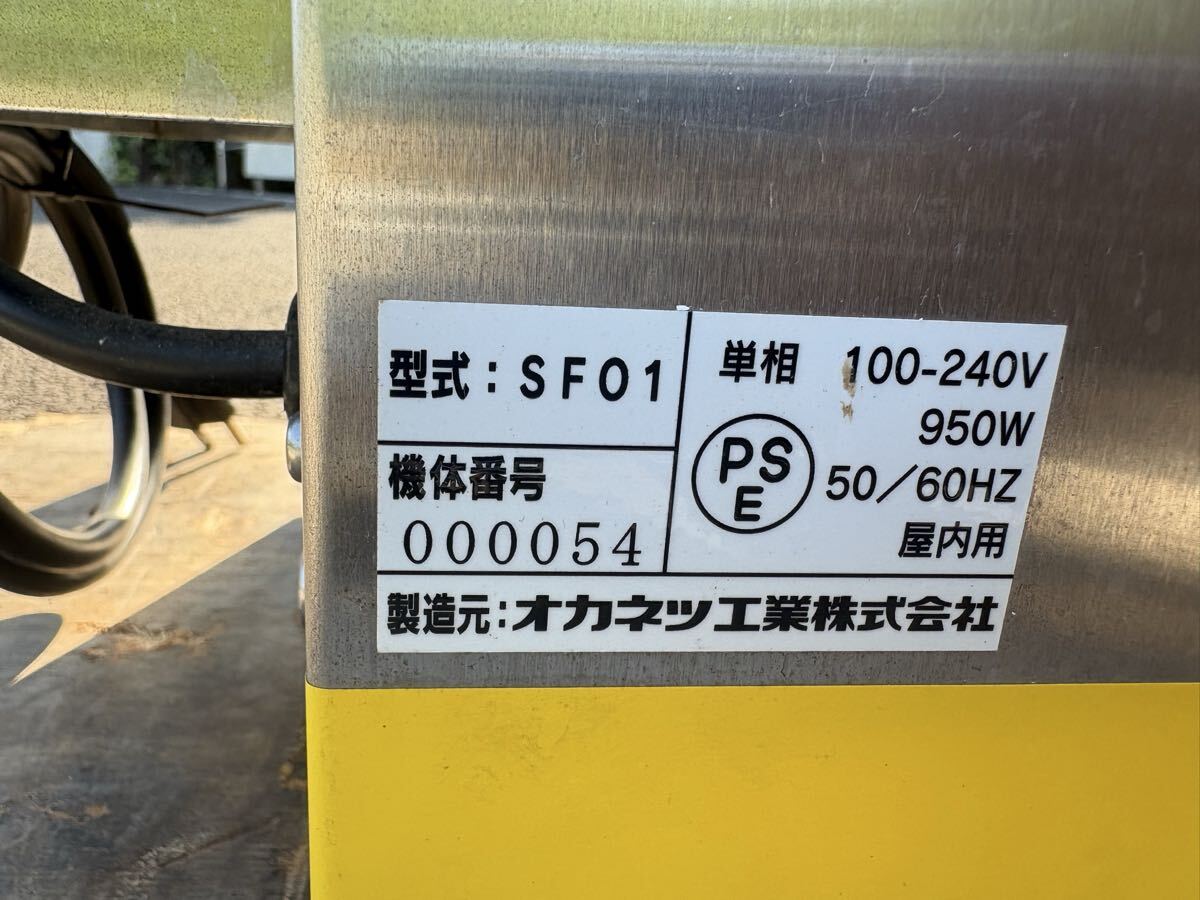 型式：SF01
機体番号
000054
単相 100-240V
950W
PSE
50／60HZ
屋内用
製造元：オカネツ工業株式会社